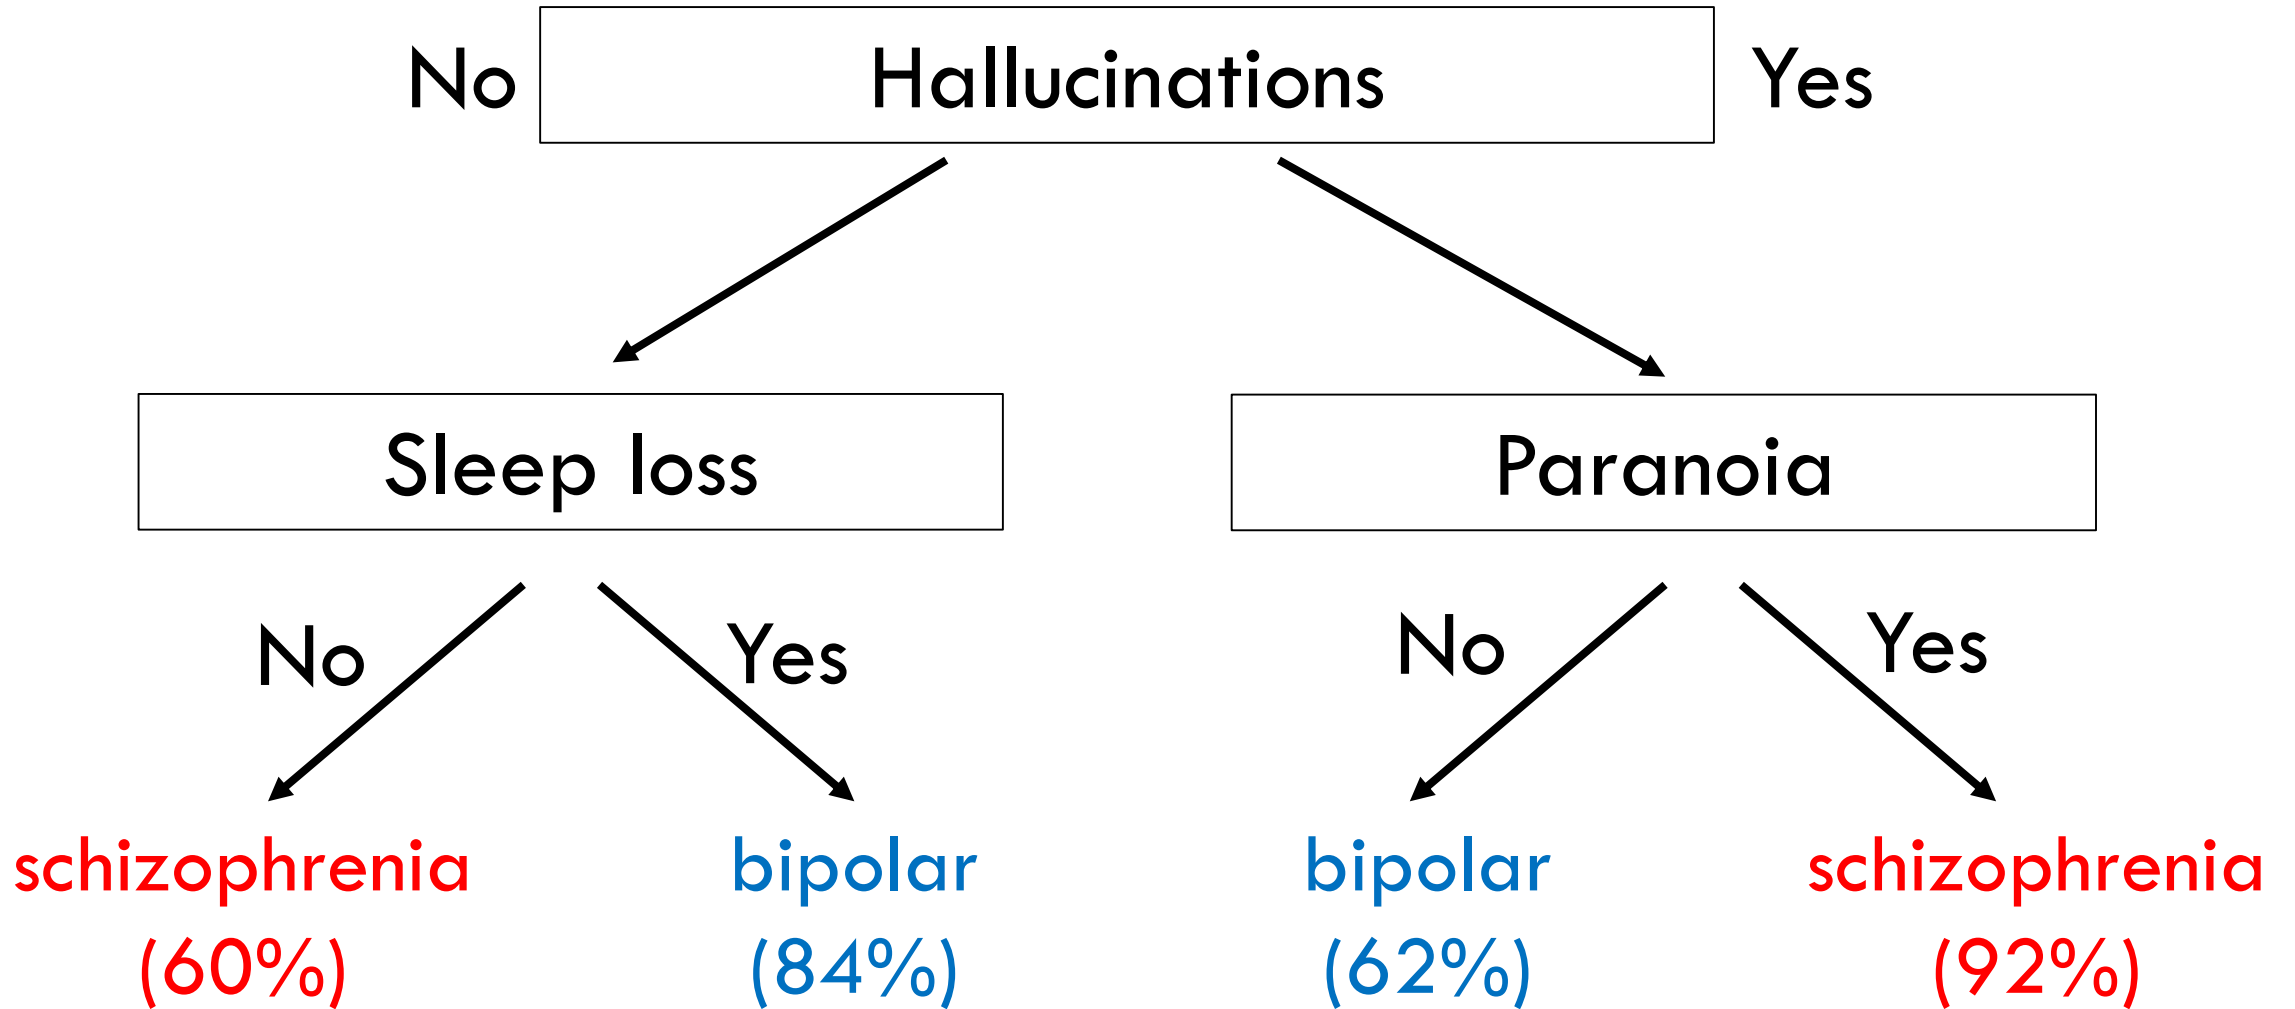 No
Hallucinations
Yes
Sleep loss
Paranoia
No
Yes
No
Yes
schizophrenia
(60%)
bipolar
(84%)
bipolar
(62%)
schizophrenia
(92%)